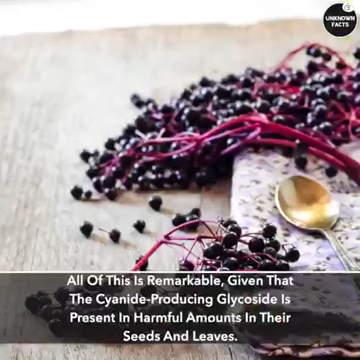 UNKNOWN
FACTS
All Of This Is Remarkable, Given That
The Cyanide-Producing Glycoside Is
Present In Harmful Amounts In Their
Seeds And Leaves.